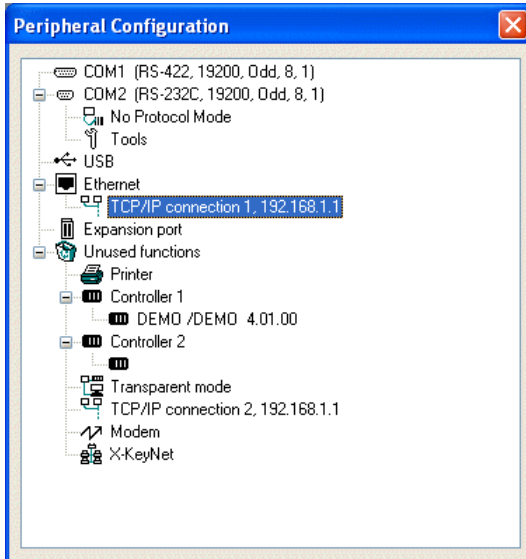 Peripheral Configuration
COM1 (RS-422, 19200, Odd, 8, 1)
COM2 (RS-232C, 19200, Odd, 8, 1)
No Protocol Mode
Tools
USB
Ethernet
TCP/IP connection 1, 192.168.1.1
Expansion port
Unused functions
Printer
Controller 1
DEMO /DEMO 4.01.00
Controller 2
Transparent mode
TCP/IP connection 2, 192.168.1.1
Modem
X-KeyNet